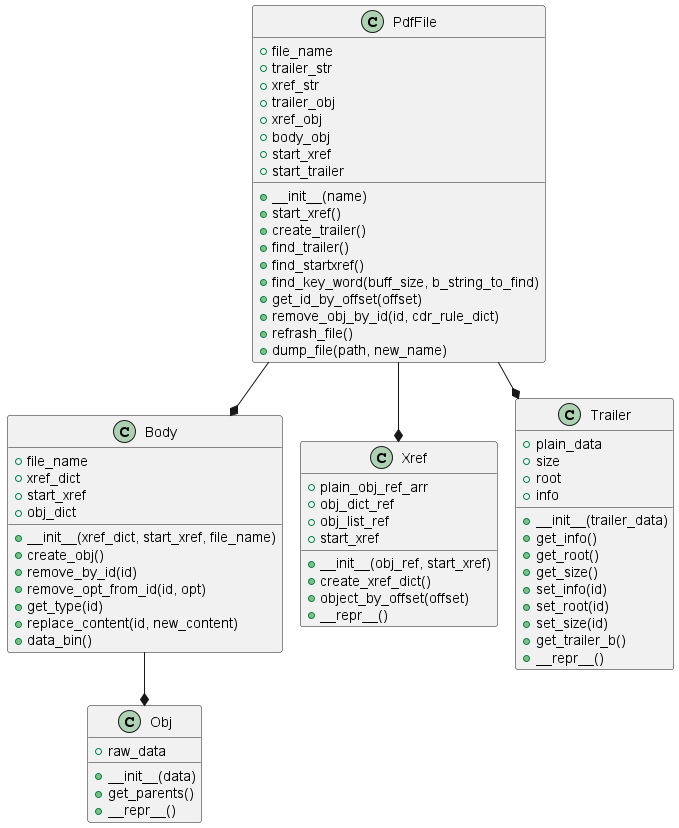 C PdfFile
file_name
trailer_str
xref_str
trailer_obj
xref_obj
body_obj
start_xref
start_trailer
__init__(name)
start_xref()
create_trailer()
find_trailer()
find_startxref()
find_key_word(buff_size, b_string_to_find)
get_id_by_offset(offset)
remove_obj_by_id(id, cdr_rule_dict)
refrash_file()
dump_file(path, new_name)
C Body
file_name
xref_dict
start_xref
obj_dict
__init__(xref_dict, start_xref, file_name)
create_obj()
remove_by_id(id)
remove_opt_from_id(id, opt)
get_type(id)
replace_content(id, new_content)
data_bin()
C Xref
plain_obj_ref_arr
obj_dict_ref
obj_list_ref
start_xref
__init__(obj_ref, start_xref)
create_xref_dict()
object_by_offset(offset)
__repr__()
C Trailer
plain_data
size
root
info
__init__(trailer_data)
get_info()
get_root()
get_size()
set_info(id)
set_root(id)
set_size(id)
get_trailer_b()
__repr__()
C Obj
raw_data
__init__(data)
get_parents()
__repr__()